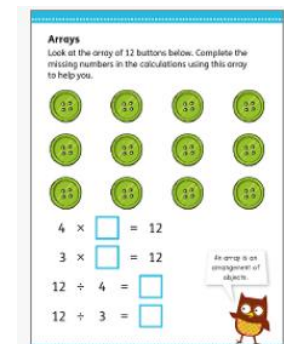 Arrays
Look at the array of 12 buttons below. Complete the
missing numbers in the calculations using this array
to help you.
4 × = 12
3 × = 12
12 ÷ 4 =
12 ÷ 3 =
An array is an
arrangement of
objects.